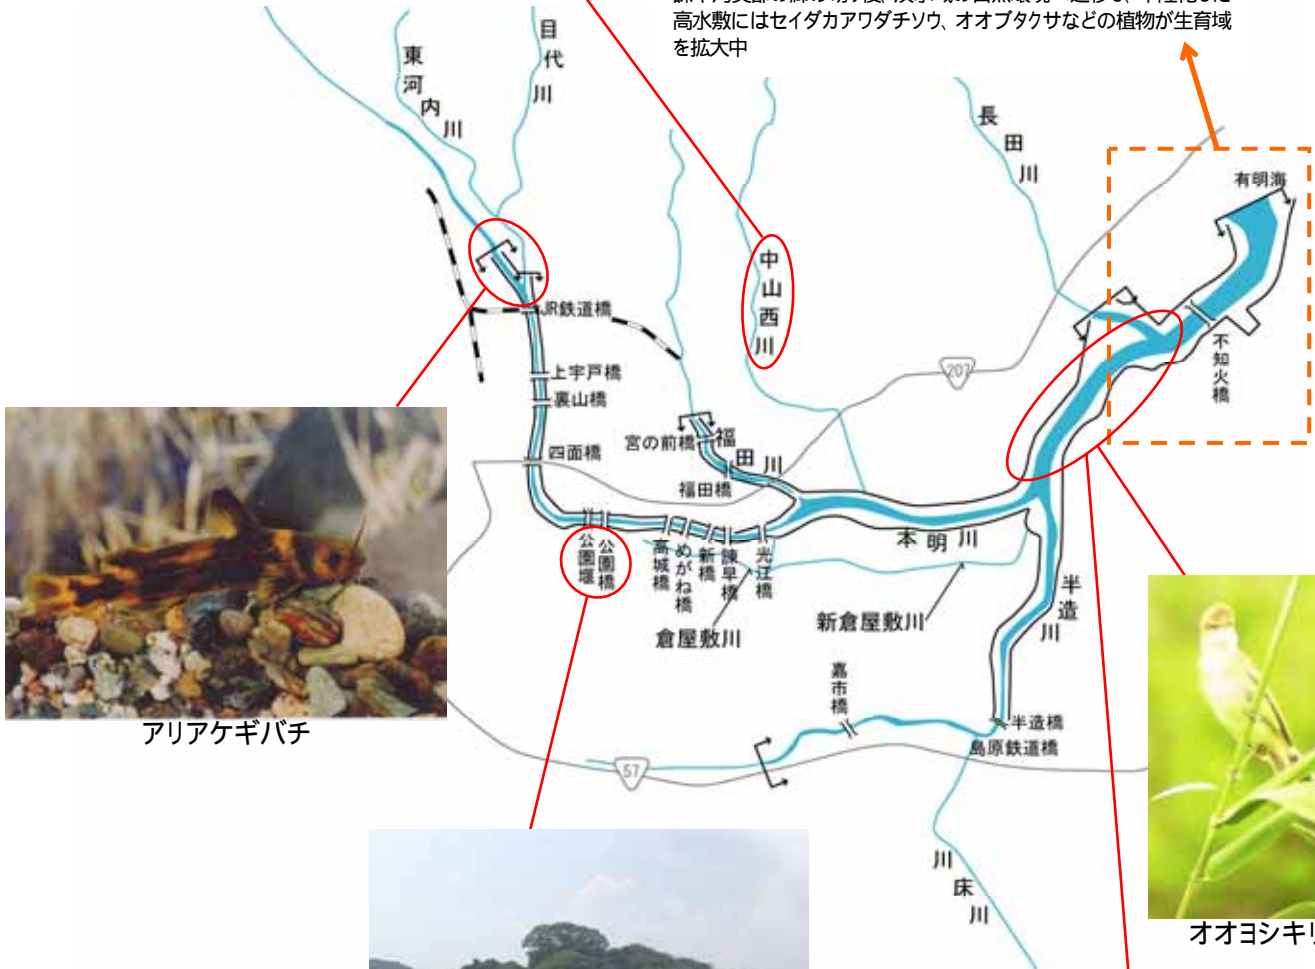 高水敷にはセイダカアワダチソウ、オオブタクサなどの植物が生育域
を拡大中
目代川
東河内川
長田川
有明海
中山西川
JR鉄道橋
不知火橋
上宇戸橋
207
裏山橋
宮の前橋
福田川
四面橋
福田橋
公園堰
公園橋
高城橋
めがね橋
新橋
諫早橋
光江橋
本明川
半造川
倉屋敷川
新倉屋敷川
嘉市橋
半造橋
島原鉄道橋
57
アリアケギバチ
川床川
オオヨシキリ